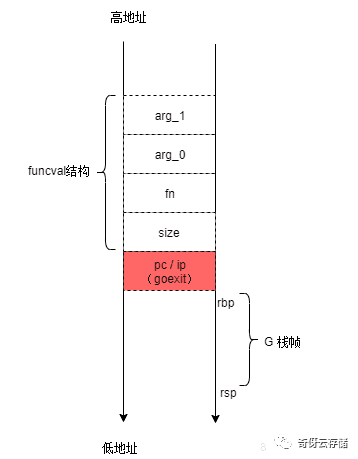 高地址
arg_1
arg_0
funcval结构
fn
size
pc / ip
（goexit）
rbp
G 栈帧
rsp
低地址
奇伢云存储